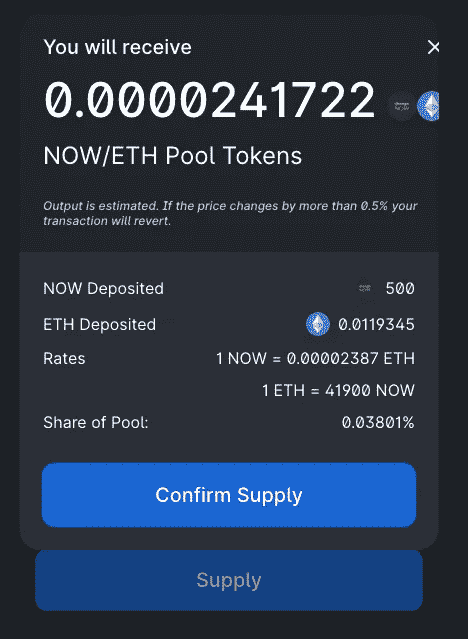 You will receive
0.0000241722
NOW/ETH Pool Tokens
Output is estimated. If the price changes by more than 0.5% your
transaction will revert.
NOW Deposited 500
ETH Deposited 0.0119345
Rates 1 NOW = 0.00002387 ETH
1 ETH = 41900 NOW
Share of Pool: 0.03801%
Confirm Supply
Supply